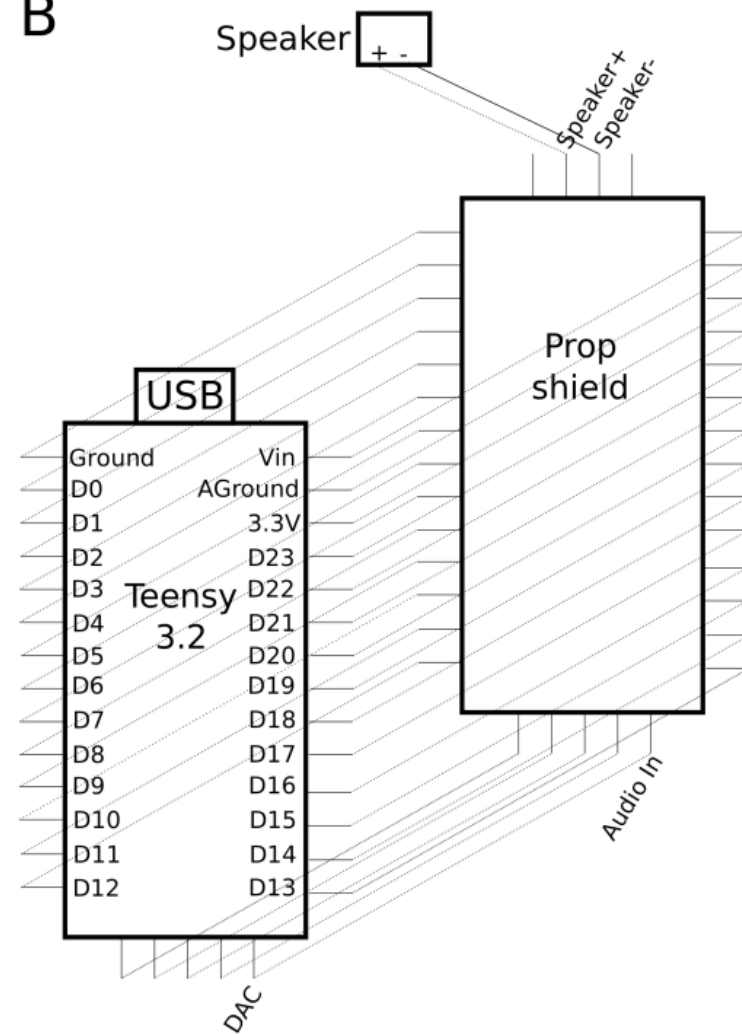 B
Speaker
+ -
Speaker+
Speaker-
Prop
shield
USB
Ground Vin
D0 AGround
D1 3.3V
D2 D23
D3 D22
Teensy
3.2
D4 D21
D5 D20
D6 D19
D7 D18
D8 D17
D9 D16
D10 D15
D11 D14
D12 D13
Audio In
DAC